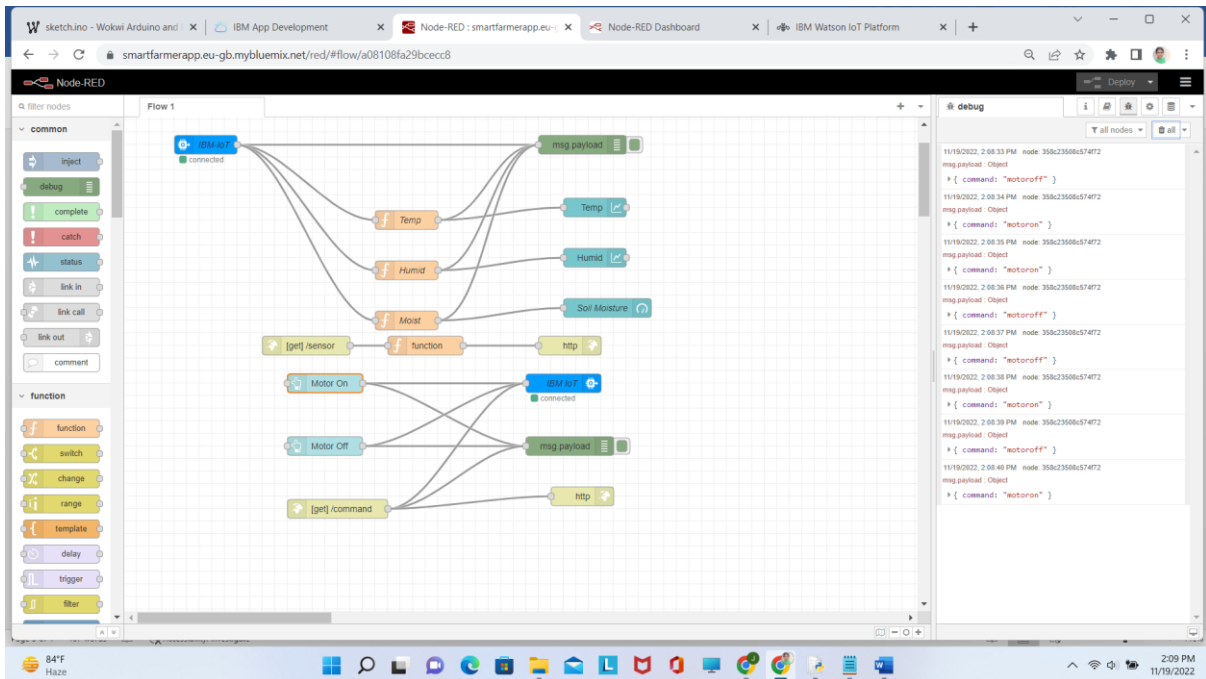 sketch.ino - Wokwi Arduino and
IBM App Development
Node-RED : smartfarmerapp.eu-g
Node-RED Dashboard
IBM Watson IoT Platform
smartfarmerapp.eu-gb.mybluemix.net/red/#flow/a08108fa29bcecc8
Node-RED
Deploy
filter nodes
common
inject
debug
complete
catch
status
link in
link call
link out
comment
function
function
switch
change
range
template
delay
trigger
filter
Flow 1
IBM-IoT
connected
msg.payload
Temp
Temp
Humid
Humid
Moist
Soil Moisture
[get] /sensor
function
http
Motor On
IBM IoT
connected
Motor Off
msg.payload
[get] /command
http
debug
all nodes
all
11/19/2022, 2:08:33 PM node: 358c23508c574f72
msg.payload : Object
{ command: "motoroff" }
11/19/2022, 2:08:34 PM node: 358c23508c574f72
msg.payload : Object
{ command: "motoron" }
11/19/2022, 2:08:35 PM node: 358c23508c574f72
msg.payload : Object
{ command: "motoron" }
11/19/2022, 2:08:36 PM node: 358c23508c574f72
msg.payload : Object
{ command: "motoroff" }
11/19/2022, 2:08:37 PM node: 358c23508c574f72
msg.payload : Object
{ command: "motoroff" }
11/19/2022, 2:08:38 PM node: 358c23508c574f72
msg.payload : Object
{ command: "motoron" }
11/19/2022, 2:08:39 PM node: 358c23508c574f72
msg.payload : Object
{ command: "motoroff" }
11/19/2022, 2:08:40 PM node: 358c23508c574f72
msg.payload : Object
{ command: "motoron" }
84°F
Haze
2:09 PM
11/19/2022